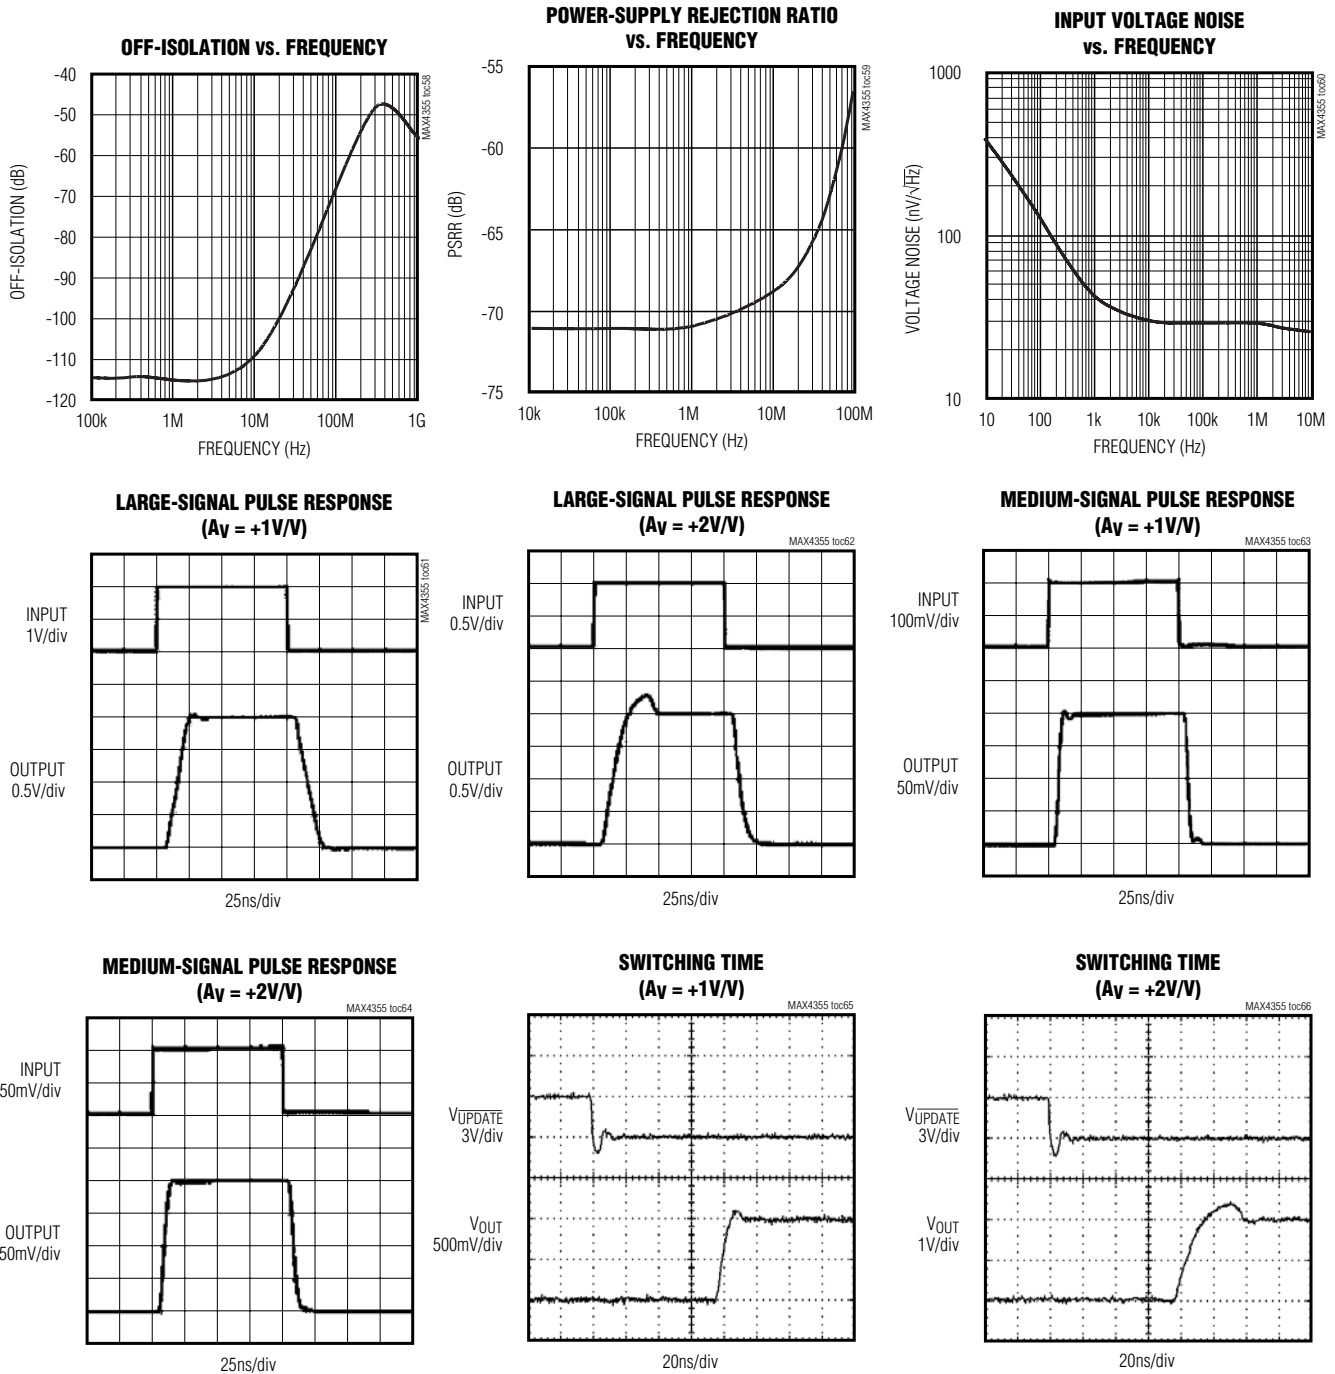 OFF-ISOLATION vs. FREQUENCY
MAX4355 toc58
OFF-ISOLATION (dB)
-40
-50
-60
-70
-80
-90
-100
-110
-120
100k 1M 10M 100M 1G
FREQUENCY (Hz)
POWER-SUPPLY REJECTION RATIO
vs. FREQUENCY
MAX4355 toc59
PSRR (dB)
-55
-60
-65
-70
-75
10k 100k 1M 10M 100M
FREQUENCY (Hz)
INPUT VOLTAGE NOISE
vs. FREQUENCY
MAX4355 toc60
VOLTAGE NOISE (nV/√Hz)
1000
100
10
10 100 1k 10k 100k 1M 10M
FREQUENCY (Hz)
LARGE-SIGNAL PULSE RESPONSE
(AV = +1V/V)
MAX4355 toc61
INPUT
1V/div
OUTPUT
0.5V/div
25ns/div
LARGE-SIGNAL PULSE RESPONSE
(AV = +2V/V)
MAX4355 toc62
INPUT
0.5V/div
OUTPUT
0.5V/div
25ns/div
MEDIUM-SIGNAL PULSE RESPONSE
(AV = +1V/V)
MAX4355 toc63
INPUT
100mV/div
OUTPUT
50mV/div
25ns/div
MEDIUM-SIGNAL PULSE RESPONSE
(AV = +2V/V)
MAX4355 toc64
INPUT
50mV/div
OUTPUT
50mV/div
25ns/div
SWITCHING TIME
(AV = +1V/V)
MAX4355 toc65
VUPDATE
3V/div
VOUT
500mV/div
20ns/div
SWITCHING TIME
(AV = +2V/V)
MAX4355 toc66
VUPDATE
3V/div
VOUT
1V/div
20ns/div